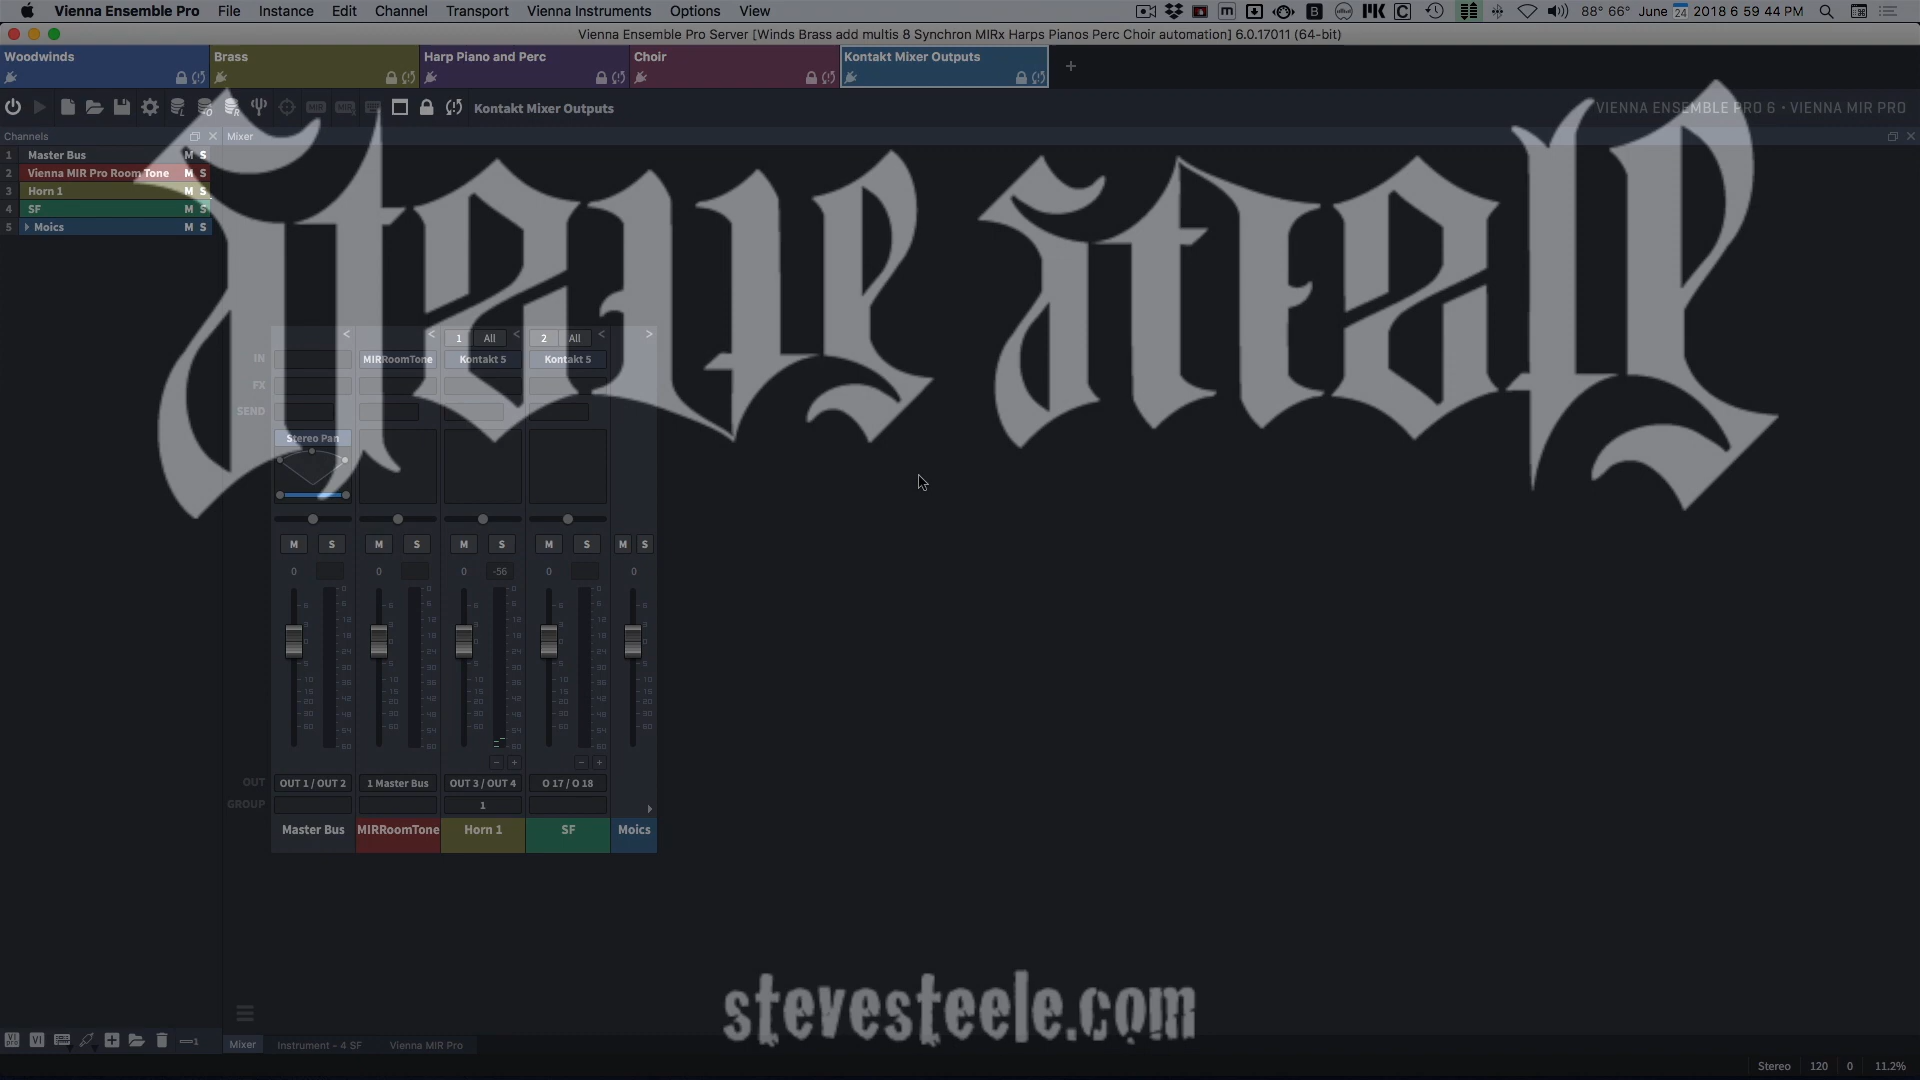 Vienna Ensemble Pro File Instance Edit Channel Transport Vienna Instruments Options View 88° 66° June 24 2018 6 59 44 PM
Vienna Ensemble Pro Server [Winds Brass add multis 8 Synchron MIRx Harps Pianos Perc Choir automation] 6.0.17011 (64-bit)
Woodwinds Brass Harp Piano and Perc Choir Kontakt Mixer Outputs +
Kontakt Mixer Outputs VIENNA ENSEMBLE PRO 6 • VIENNA MIR PRO
Channels Mixer
1 Master Bus M S
2 Vienna MIR Pro Room Tone M S
3 Horn 1 M S
4 SF M S
5 Moics M S
steve steele
1 All 2 All
IN MIRRoomTone Kontakt 5 Kontakt 5
FX
SEND
Stereo Pan
M S M S M S M S M S
0 0 0 -56 0 0
OUT OUT 1 / OUT 2 1 Master Bus OUT 3 / OUT 4 O 17 / O 18
GROUP 1
Master Bus MIRRoomTone Horn 1 SF Moics
stevesteele.com
Mixer Instrument - 4 SF Vienna MIR Pro
Stereo 120 0 11.2%